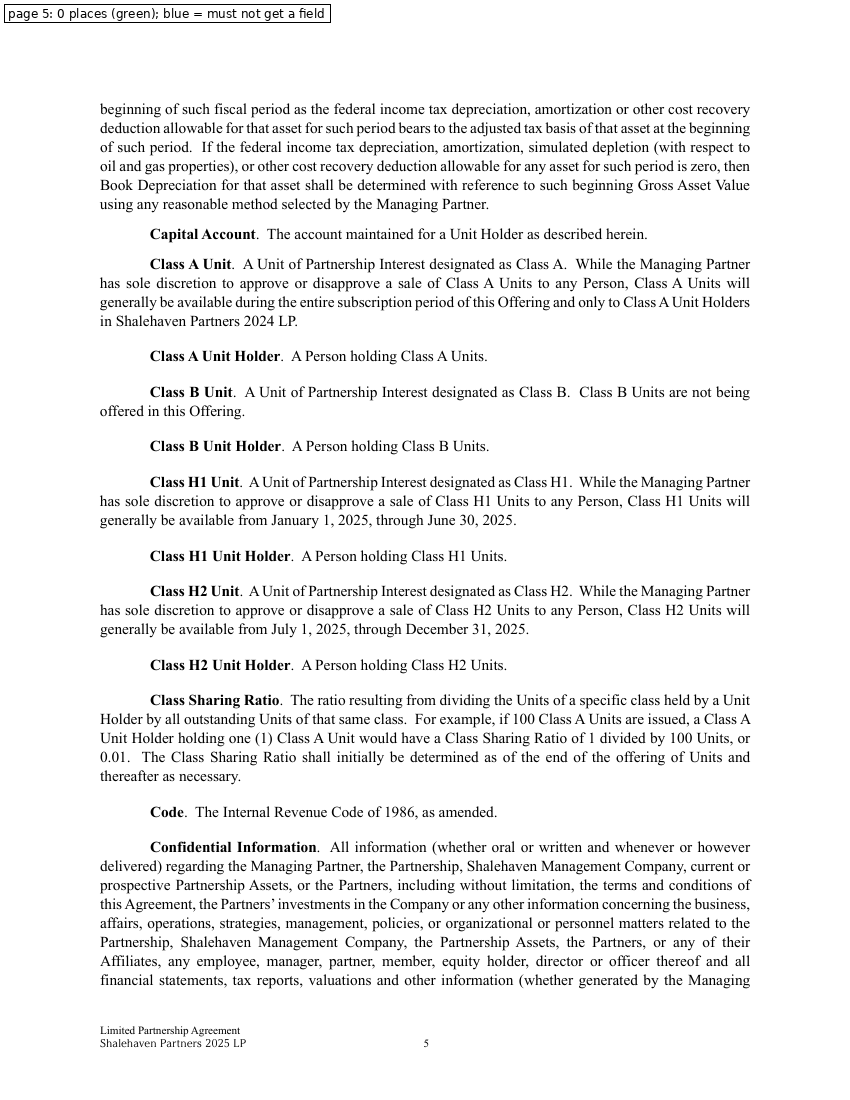 page 5: 0 places (green); blue = must not get a field
beginning of such fiscal period as the federal income tax depreciation, amortization or other cost recovery
deduction allowable for that asset for such period bears to the adjusted tax basis of that asset at the beginning
of such period.  If the federal income tax depreciation, amortization, simulated depletion (with respect to
oil and gas properties), or other cost recovery deduction allowable for any asset for such period is zero, then
Book Depreciation for that asset shall be determined with reference to such beginning Gross Asset Value
using any reasonable method selected by the Managing Partner.
Capital Account.  The account maintained for a Unit Holder as described herein.
Class A Unit.  A Unit of Partnership Interest designated as Class A.  While the Managing Partner
has sole discretion to approve or disapprove a sale of Class A Units to any Person, Class A Units will
generally be available during the entire subscription period of this Offering and only to Class A Unit Holders
in Shalehaven Partners 2024 LP.
Class A Unit Holder.  A Person holding Class A Units.
Class B Unit.  A Unit of Partnership Interest designated as Class B.  Class B Units are not being
offered in this Offering.
Class B Unit Holder.  A Person holding Class B Units.
Class H1 Unit.  A Unit of Partnership Interest designated as Class H1.  While the Managing Partner
has sole discretion to approve or disapprove a sale of Class H1 Units to any Person, Class H1 Units will
generally be available from January 1, 2025, through June 30, 2025.
Class H1 Unit Holder.  A Person holding Class H1 Units.
Class H2 Unit.  A Unit of Partnership Interest designated as Class H2.  While the Managing Partner
has sole discretion to approve or disapprove a sale of Class H2 Units to any Person, Class H2 Units will
generally be available from July 1, 2025, through December 31, 2025.
Class H2 Unit Holder.  A Person holding Class H2 Units.
Class Sharing Ratio.  The ratio resulting from dividing the Units of a specific class held by a Unit
Holder by all outstanding Units of that same class.  For example, if 100 Class A Units are issued, a Class A
Unit Holder holding one (1) Class A Unit would have a Class Sharing Ratio of 1 divided by 100 Units, or
0.01.  The Class Sharing Ratio shall initially be determined as of the end of the offering of Units and
thereafter as necessary.
Code.  The Internal Revenue Code of 1986, as amended.
Confidential Information.  All information (whether oral or written and whenever or however
delivered) regarding the Managing Partner, the Partnership, Shalehaven Management Company, current or
prospective Partnership Assets, or the Partners, including without limitation, the terms and conditions of
this Agreement, the Partners’ investments in the Company or any other information concerning the business,
affairs, operations, strategies, management, policies, or organizational or personnel matters related to the
Partnership, Shalehaven Management Company, the Partnership Assets, the Partners, or any of their
Affiliates, any employee, manager, partner, member, equity holder, director or officer thereof and all
financial statements, tax reports, valuations and other information (whether generated by the Managing
Limited Partnership Agreement
Shalehaven Partners 2025 LP 5